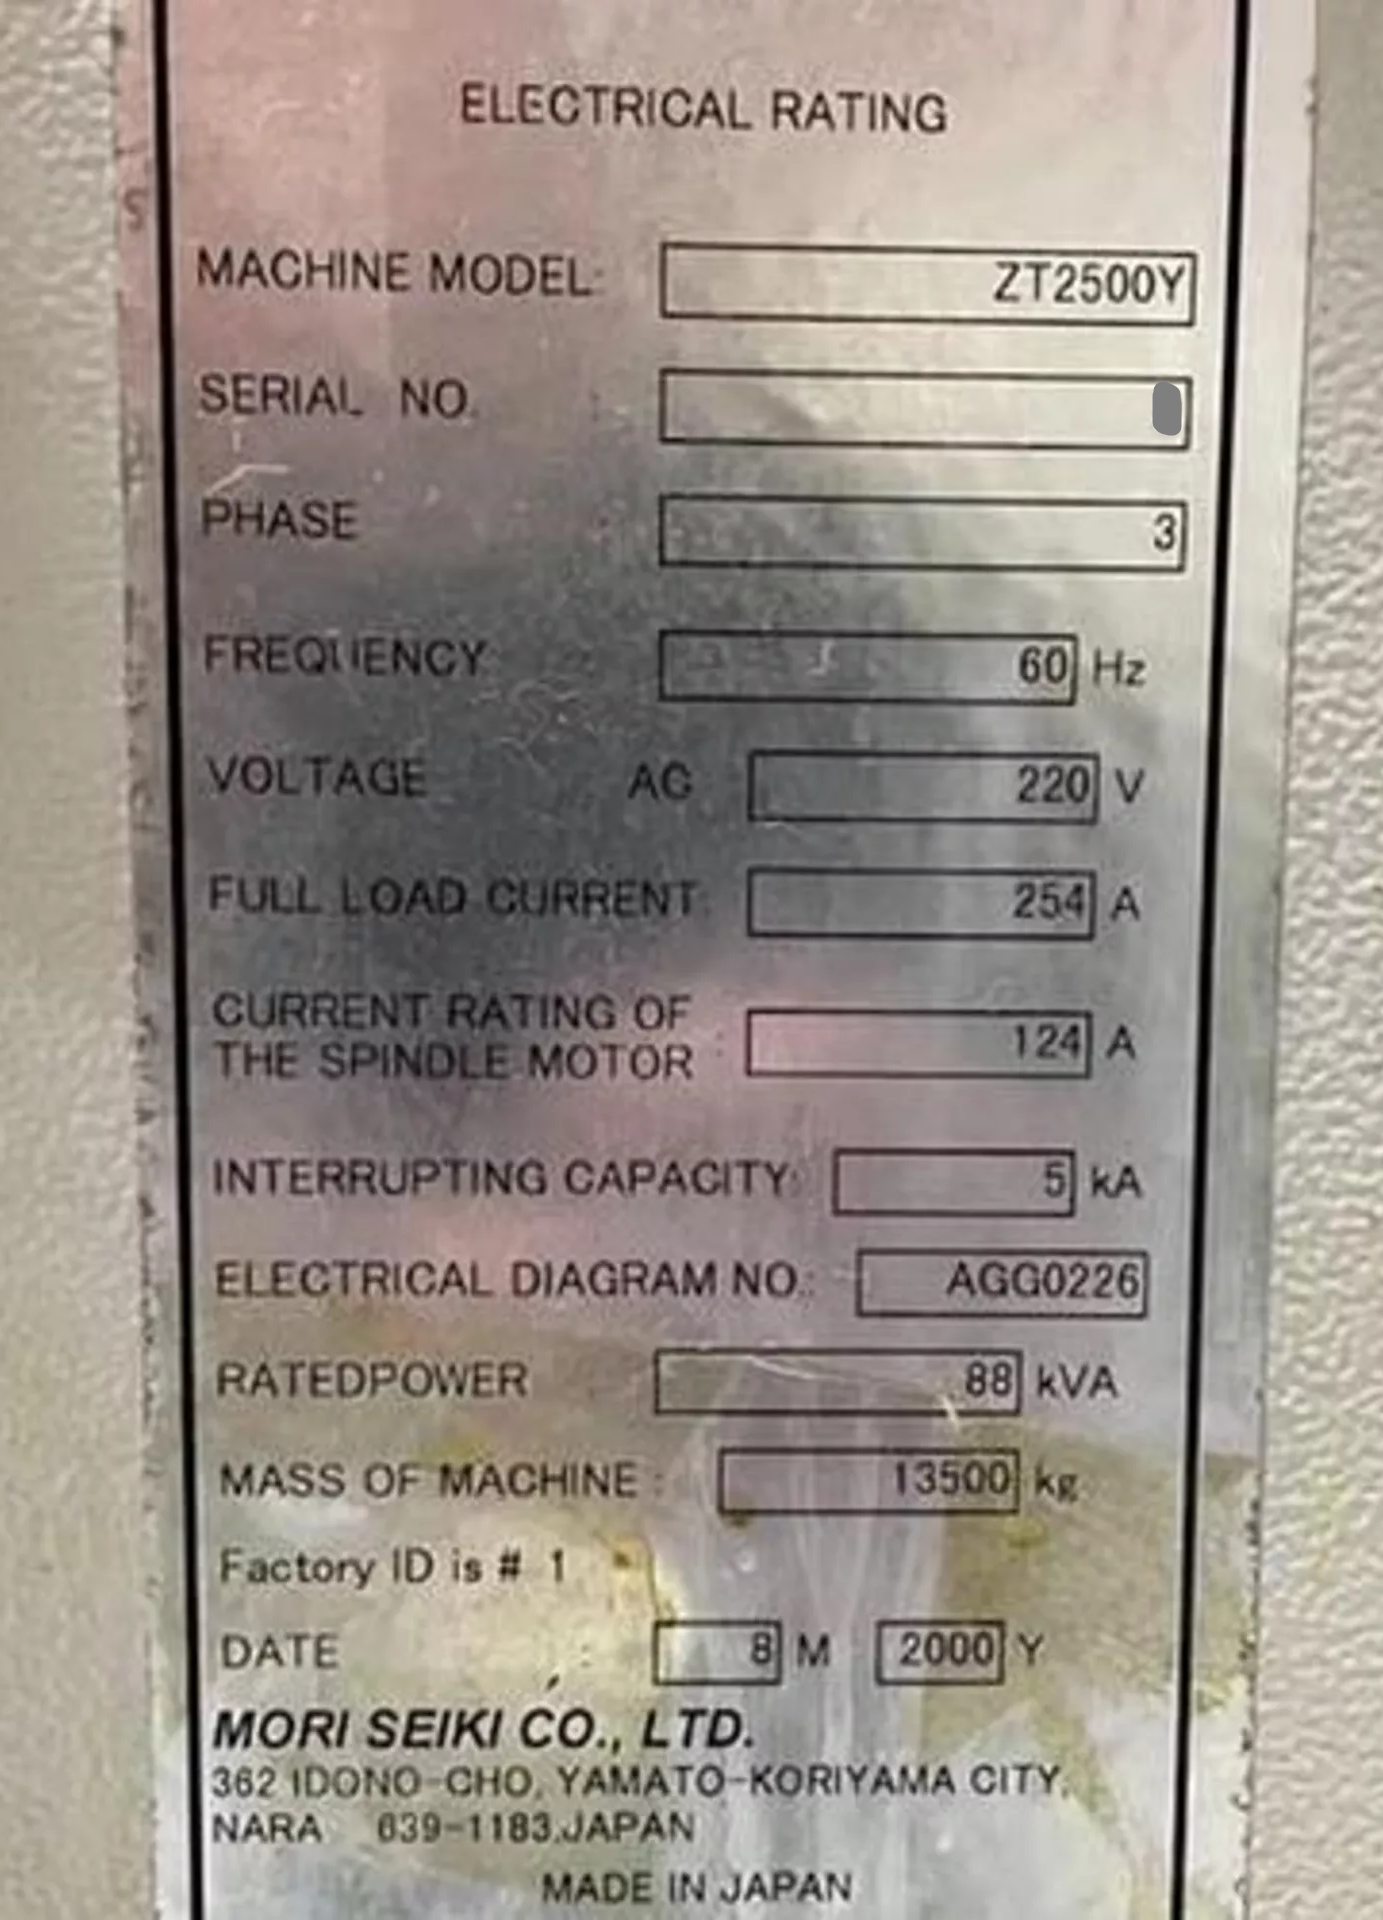 ELECTRICAL RATING
MACHINE MODEL: ZT2500Y
SERIAL NO.
PHASE 3
FREQUENCY 60 Hz
VOLTAGE AC 220 V
FULL LOAD CURRENT: 254 A
CURRENT RATING OF
THE SPINDLE MOTOR : 124 A
INTERRUPTING CAPACITY: 5 kA
ELECTRICAL DIAGRAM NO.: AGG0226
RATEDPOWER 88 kVA
MASS OF MACHINE : 13500 kg
Factory ID is # 1
DATE : 8 M 2000 Y
MORI SEIKI CO., LTD.
362 IDONO-CHO, YAMATO-KORIYAMA CITY,
NARA 639-1183,JAPAN
MADE IN JAPAN